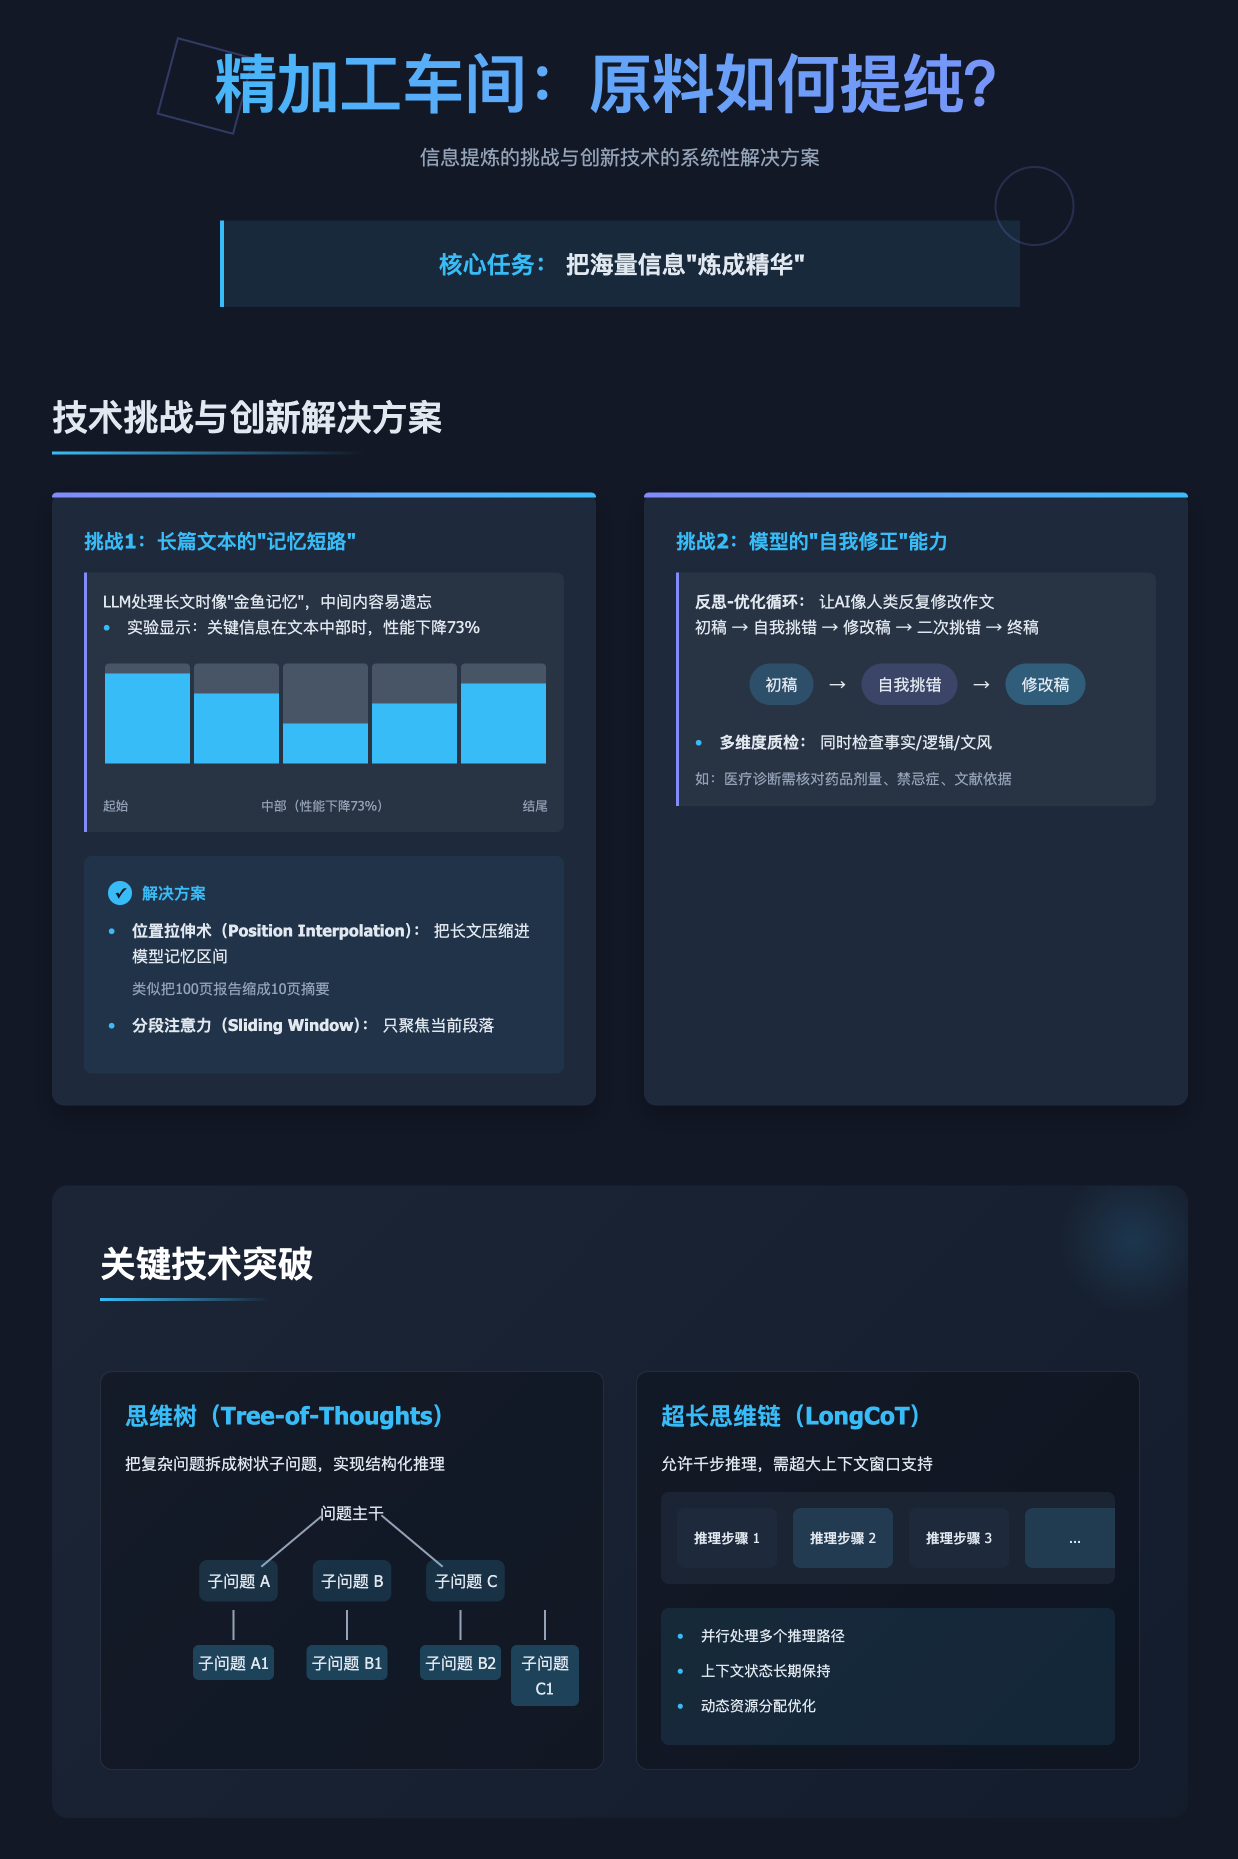 精加工车间：原料如何提纯?
信息提炼的挑战与创新技术的系统性解决方案
核心任务： 把海量信息"炼成精华"
技术挑战与创新解决方案
挑战1：长篇文本的"记忆短路"
LLM处理长文时像"金鱼记忆"，中间内容易遗忘
• 实验显示：关键信息在文本中部时，性能下降73%
起始 中部（性能下降73%） 结尾
✓ 解决方案
• 位置拉伸术（Position Interpolation）： 把长文压缩进
模型记忆区间
类似把100页报告缩成10页摘要
• 分段注意力（Sliding Window）： 只聚焦当前段落
挑战2：模型的"自我修正"能力
反思-优化循环： 让AI像人类反复修改作文
初稿 → 自我挑错 → 修改稿 → 二次挑错 → 终稿
初稿 → 自我挑错 → 修改稿
• 多维度质检： 同时检查事实/逻辑/文风
如：医疗诊断需核对药品剂量、禁忌症、文献依据
关键技术突破
思维树（Tree-of-Thoughts）
把复杂问题拆成树状子问题，实现结构化推理
问题主干
子问题 A 子问题 B 子问题 C
子问题 A1 子问题 B1 子问题 B2 子问题
C1
超长思维链（LongCoT）
允许千步推理，需超大上下文窗口支持
推理步骤 1 推理步骤 2 推理步骤 3 ...
• 并行处理多个推理路径
• 上下文状态长期保持
• 动态资源分配优化